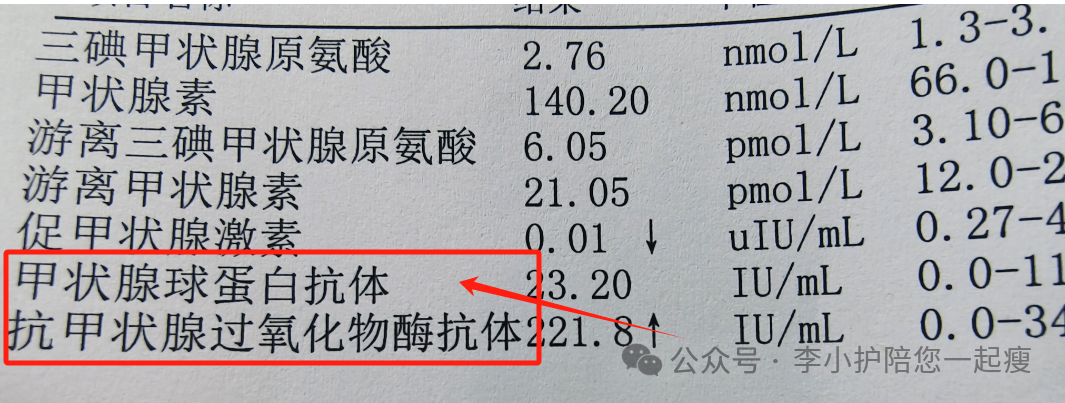 结果
三碘甲状腺原氨酸 2.76 nmol/L 1.3-3.
甲状腺素 140.20 nmol/L 66.0-1
游离三碘甲状腺原氨酸 6.05 pmol/L 3.10-6
游离甲状腺素 21.05 pmol/L 12.0-2
促甲状腺激素 0.01 ↓ uIU/mL 0.27-4
甲状腺球蛋白抗体 23.20 IU/mL 0.0-11
抗甲状腺过氧化物酶抗体 221.8↑ IU/mL 0.0-34
公众号·李小护陪您一起瘦